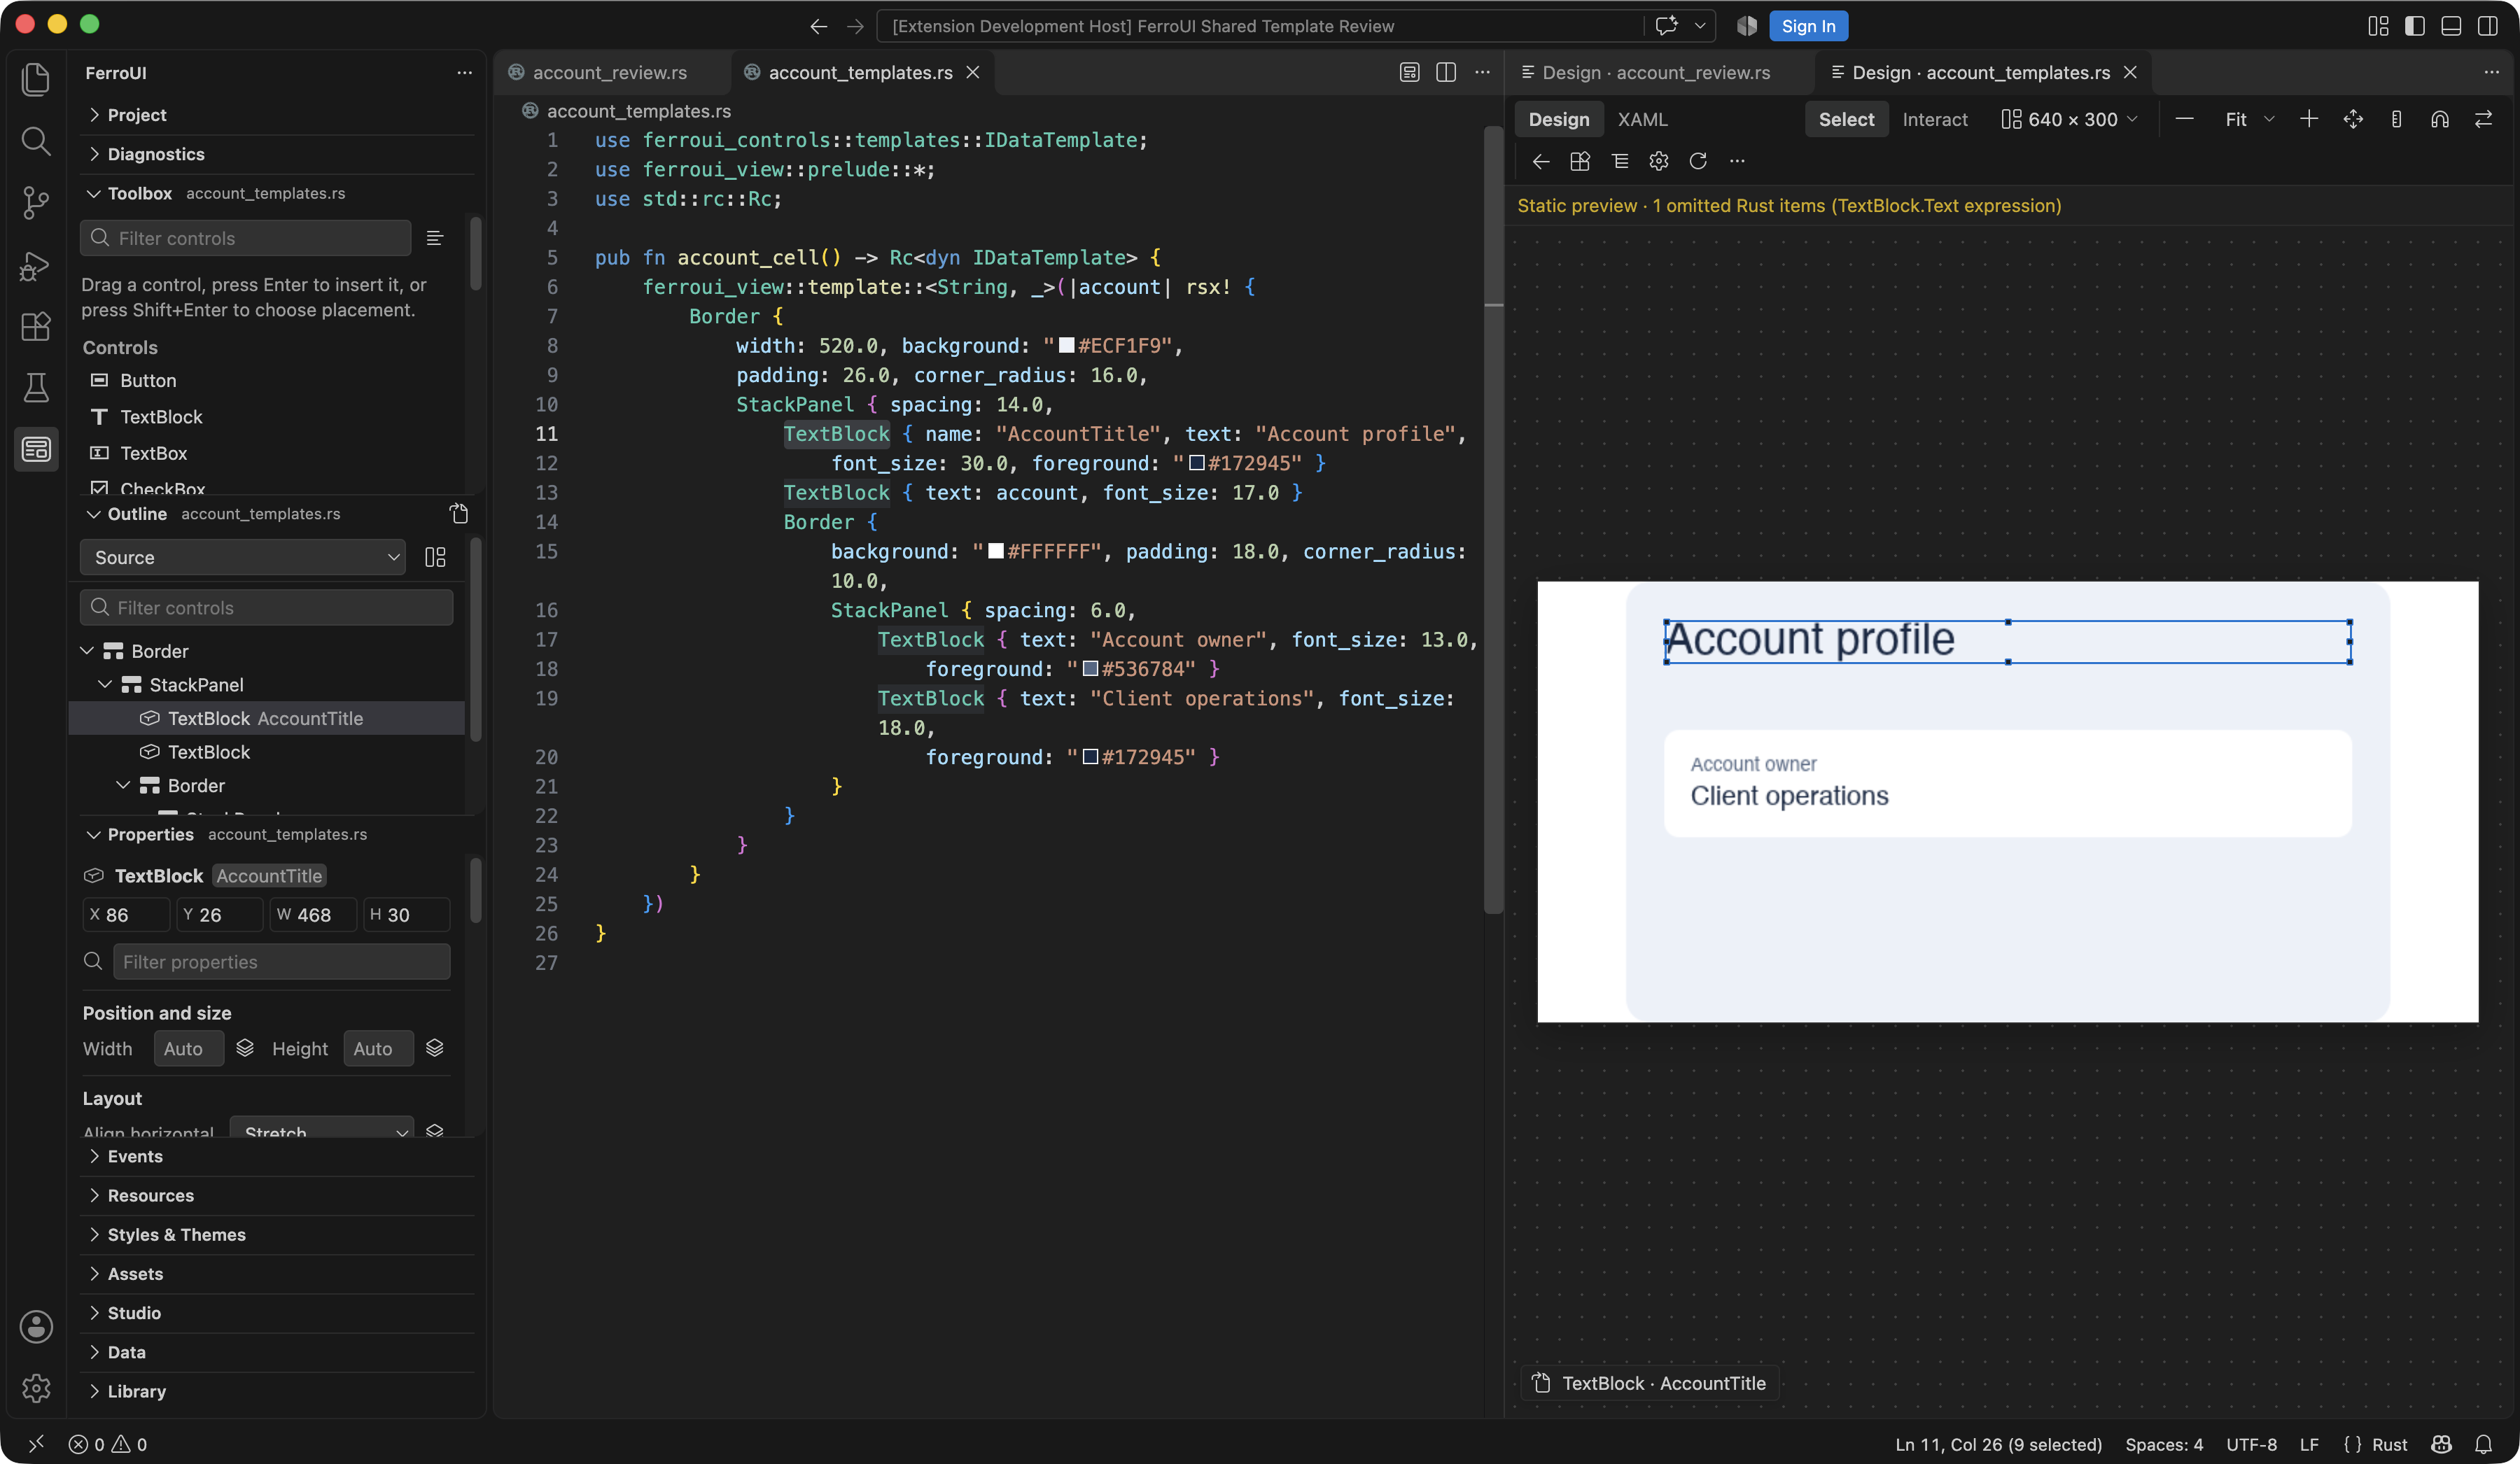 [Extension Development Host] FerroUI Shared Template Review
Sign In
FerroUI
Project
Diagnostics
Toolbox account_templates.rs
Filter controls
Drag a control, press Enter to insert it, or
press Shift+Enter to choose placement.
Controls
Button
TextBlock
TextBox
CheckBox
Outline account_templates.rs
Source
Filter controls
Border
StackPanel
TextBlock AccountTitle
TextBlock
Border
Properties account_templates.rs
TextBlock AccountTitle
X 86 Y 26 W 468 H 30
Filter properties
Position and size
Width Auto Height Auto
Layout
Align horizontal Stretch
Events
Resources
Styles & Themes
Assets
Studio
Data
Library
account_review.rs account_templates.rs
account_templates.rs
1 use ferroui_controls::templates::IDataTemplate;
2 use ferroui_view::prelude::*;
3 use std::rc::Rc;
4
5 pub fn account_cell() -> Rc<dyn IDataTemplate> {
6 ferroui_view::template::<String, _>(|account| rsx! {
7 Border {
8 width: 520.0, background: "#ECF1F9",
9 padding: 26.0, corner_radius: 16.0,
10 StackPanel { spacing: 14.0,
11 TextBlock { name: "AccountTitle", text: "Account profile",
12 font_size: 30.0, foreground: "#172945" }
13 TextBlock { text: account, font_size: 17.0 }
14 Border {
15 background: "#FFFFFF", padding: 18.0, corner_radius:
10.0,
16 StackPanel { spacing: 6.0,
17 TextBlock { text: "Account owner", font_size: 13.0,
18 foreground: "#536784" }
19 TextBlock { text: "Client operations", font_size:
18.0,
20 foreground: "#172945" }
21 }
22 }
23 }
24 }
25 })
26 }
27
Design · account_review.rs Design · account_templates.rs
Design XAML Select Interact 640 × 300 Fit
Static preview · 1 omitted Rust items (TextBlock.Text expression)
Account profile
Account owner
Client operations
TextBlock · AccountTitle
0 0
Ln 11, Col 26 (9 selected) Spaces: 4 UTF-8 LF { } Rust